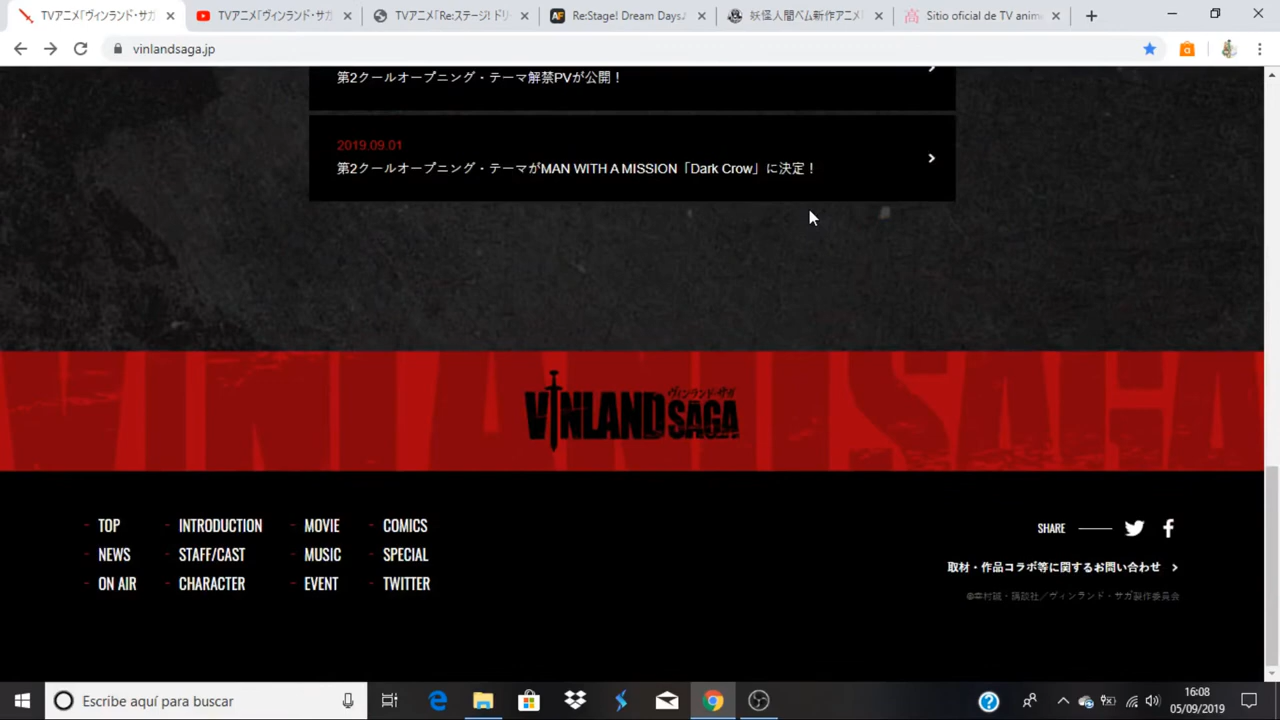 TVアニメ「ヴィンランド・サガ
TVアニメ「ヴィンランド・サガ
TVアニメ「Re:ステージ! ドリ
Re:Stage! Dream Days♪
妖怪人間ベム新作アニメ
Sitio oficial de TV anime
vinlandsaga.jp
第2クールオープニング・テーマ解禁PVが公開！
2019.09.01
第2クールオープニング・テーマがMAN WITH A MISSION「Dark Crow」に決定！
VINLAND SAGA
ヴィンランド・サガ
VINLAND SAGA
TOP
INTRODUCTION
MOVIE
COMICS
NEWS
STAFF/CAST
MUSIC
SPECIAL
ON AIR
CHARACTER
EVENT
TWITTER
SHARE
取材・作品コラボ等に関するお問い合わせ
©幸村誠・講談社／ヴィンランド・サガ製作委員会
Escribe aquí para buscar
16:08
05/09/2019